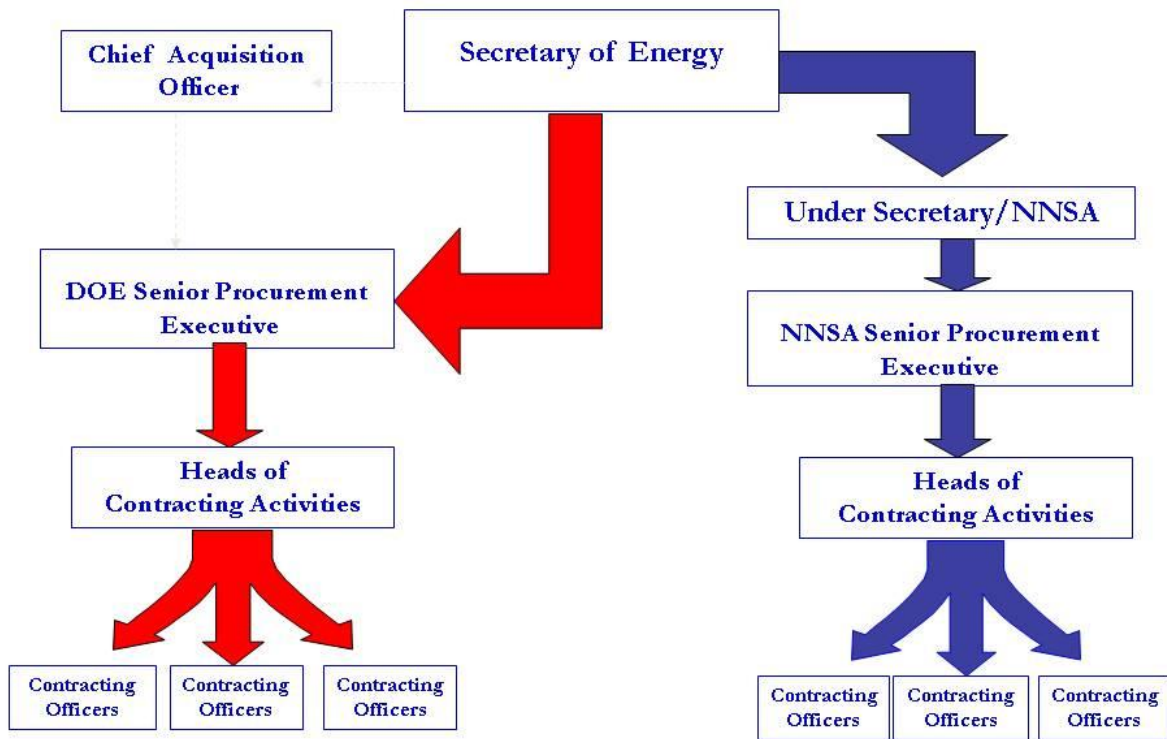 Chief Acquisition
Officer
Secretary of Energy
Under Secretary/NNSA
DOE Senior Procurement
Executive
NNSA Senior Procurement
Executive
Heads of
Contracting Activities
Heads of
Contracting Activities
Contracting
Officers
Contracting
Officers
Contracting
Officers
Contracting
Officers
Contracting
Officers
Contracting
Officers